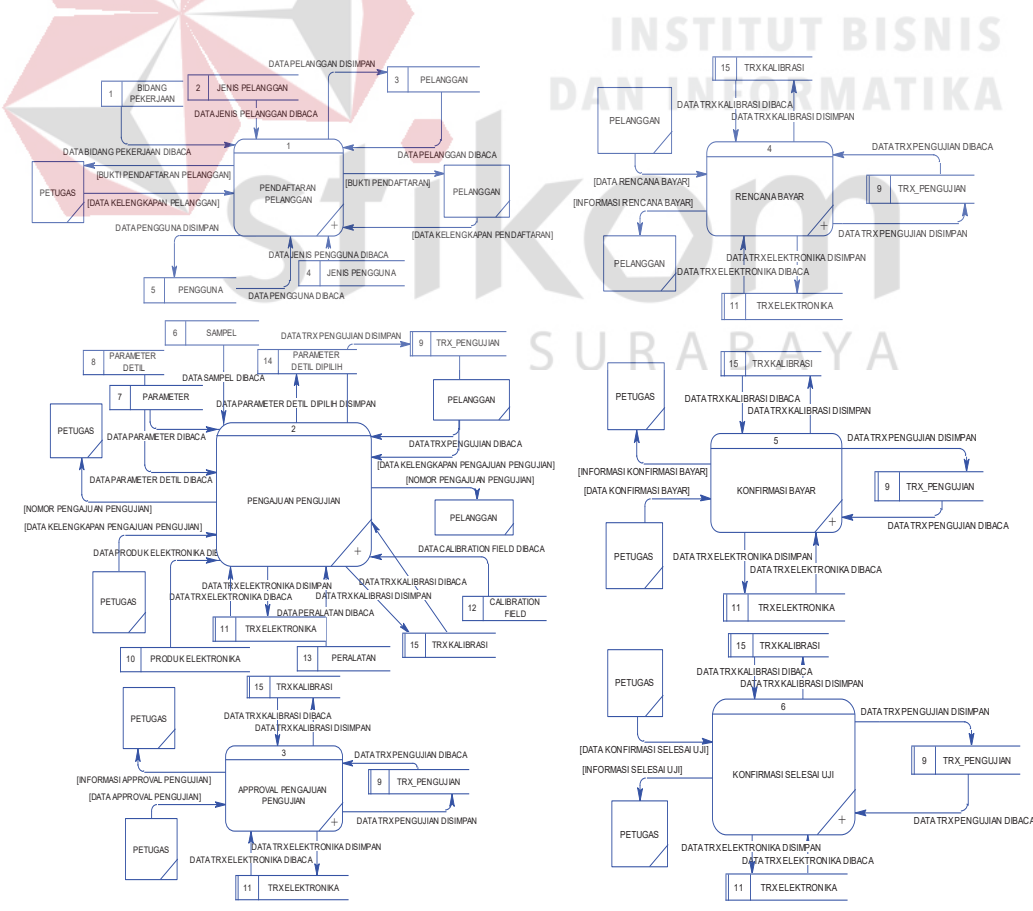 INSTITUT BISNIS
DAN INFORMATIKA
stikom
SURABAYA
DATA PELANGGAN DISIMPAN
1
BIDANG
PEKERJAAN
2
JENIS PELANGGAN
3
PELANGGAN
DATA JENIS PELANGGAN DIBACA
DATA BIDANG PEKERJAAN DIBACA
DATA PELANGGAN DIBACA
1
PENDAFTARAN
PELANGGAN
+
[BUKTI PENDAFTARAN PELANGGAN]
PETUGAS
[DATA KELENGKAPAN PELANGGAN]
[BUKTI PENDAFTARAN]
PELANGGAN
[DATA KELENGKAPAN PENDAFTARAN]
DATA PENGGUNA DISIMPAN
DATA JENIS PENGGUNA DIBACA
4
JENIS PENGGUNA
5
PENGGUNA
DATA PENGGUNA DIBACA
15
TRX KALIBRASI
DATA TRX KALIBRASI DIBACA
DATA TRX KALIBRASI DISIMPAN
PELANGGAN
4
RENCANA BAYAR
+
DATA TRX PENGUJIAN DIBACA
9
TRX_PENGUJIAN
DATA TRX PENGUJIAN DISIMPAN
[DATA RENCANA BAYAR]
[INFORMASI RENCANA BAYAR]
PELANGGAN
DATA TRX ELEKTRONIKA DISIMPAN
DATA TRX ELEKTRONIKA DIBACA
11
TRX ELEKTRONIKA
6
SAMPEL
8
PARAMETER
DETIL
14
PARAMETER
DETIL DIPILIH
DATA TRX PENGUJIAN DISIMPAN
9
TRX_PENGUJIAN
DATA SAMPEL DIBACA
7
PARAMETER
DATA PARAMETER DETIL DIPILIH DISIMPAN
PELANGGAN
PETUGAS
DATA PARAMETER DIBACA
2
PENGAJUAN PENGUJIAN
+
DATA TRX PENGUJIAN DIBACA
[DATA KELENGKAPAN PENGAJUAN PENGUJIAN]
DATA PARAMETER DETIL DIBACA
[NOMOR PENGAJUAN PENGUJIAN]
[NOMOR PENGAJUAN PENGUJIAN]
PELANGGAN
[DATA KELENGKAPAN PENGAJUAN PENGUJIAN]
DATA PRODUK ELEKTRONIKA DIB
DATA CALIBRATION FIELD DIBACA
PETUGAS
DATA TRX ELEKTRONIKA DISIMPAN
DATA TRX KALIBRASI DIBACA
DATA TRX ELEKTRONIKA DIBACA
DATA TRX KALIBRASI DISIMPAN
DATA PERALATAN DIBACA
12
CALIBRATION
FIELD
11
TRX ELEKTRONIKA
15
TRX KALIBRASI
10
PRODUK ELEKTRONIKA
13
PERALATAN
15
TRX KALIBRASI
DATA TRX KALIBRASI DIBACA
DATA TRX KALIBRASI DISIMPAN
PETUGAS
5
KONFIRMASI BAYAR
+
DATA TRX PENGUJIAN DISIMPAN
[INFORMASI KONFIRMASI BAYAR]
[DATA KONFIRMASI BAYAR]
9
TRX_PENGUJIAN
DATA TRX PENGUJIAN DIBACA
PETUGAS
DATA TRX ELEKTRONIKA DISIMPAN
DATA TRX ELEKTRONIKA DIBACA
11
TRX ELEKTRONIKA
15
TRX KALIBRASI
DATA TRX KALIBRASI DIBACA
DATA TRX KALIBRASI DISIMPAN
PETUGAS
3
APPROVAL PENGAJUAN
PENGUJIAN
+
DATA TRX PENGUJIAN DIBACA
9
TRX_PENGUJIAN
DATA TRX PENGUJIAN DISIMPAN
[INFORMASI APPROVAL PENGUJIAN]
[DATA APPROVAL PENGUJIAN]
PETUGAS
DATA TRX ELEKTRONIKA DISIMPAN
DATA TRX ELEKTRONIKA DIBACA
11
TRX ELEKTRONIKA
15
TRX KALIBRASI
DATA TRX KALIBRASI DIBACA
DATA TRX KALIBRASI DISIMPAN
PETUGAS
6
KONFIRMASI SELESAI UJI
+
DATA TRX PENGUJIAN DISIMPAN
[DATA KONFIRMASI SELESAI UJI]
[INFORMASI SELESAI UJI]
9
TRX_PENGUJIAN
DATA TRX PENGUJIAN DIBACA
PETUGAS
DATA TRX ELEKTRONIKA DISIMPAN
DATA TRX ELEKTRONIKA DIBACA
11
TRX ELEKTRONIKA